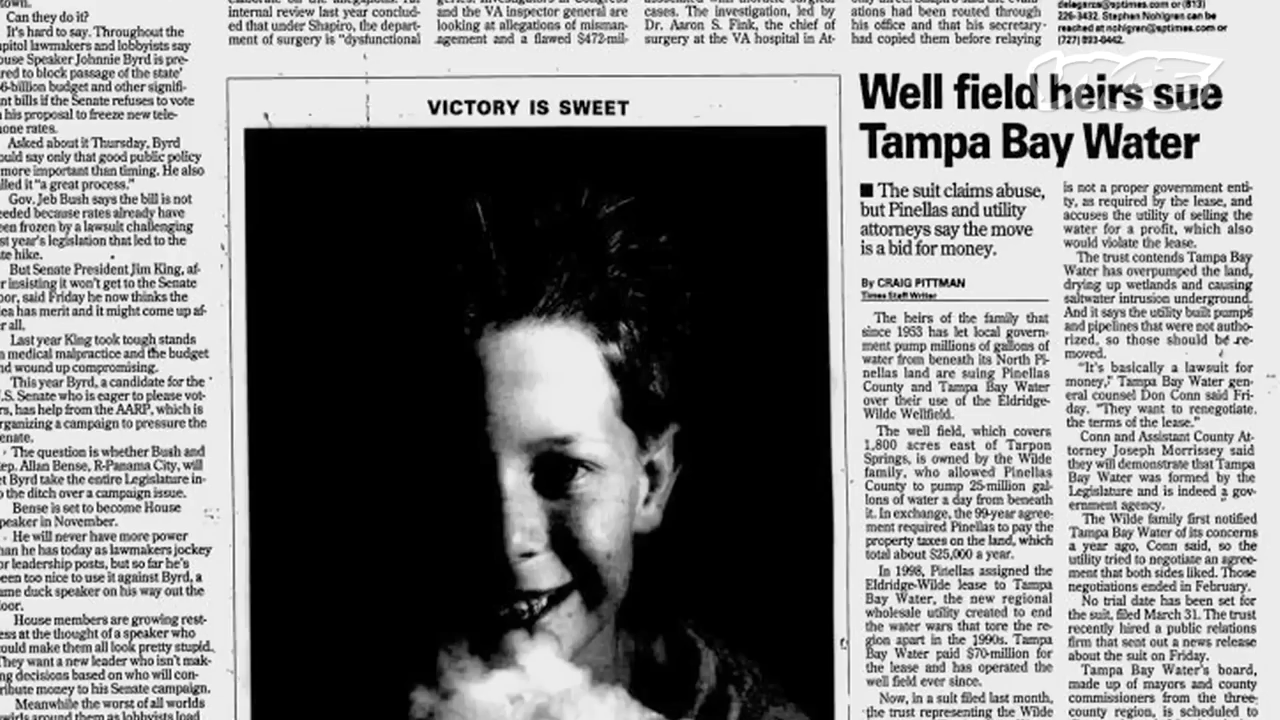 town.
Can they do it?
It's hard to say. Throughout the
apitol lawmakers and lobbyists say
ouse Speaker Johnnie Byrd is pre-
ared to block passage of the state'
6-billion budget and other signifi-
nt bills if the Senate refuses to vote
his proposal to freeze new tele-
one rates.
Asked about it Thursday, Byrd
ould say only that good public policy
more important than timing. He also
lled it "a great process."
Gov. Jeb Bush says the bill is not
eeded because rates already have
een frozen by a lawsuit challenging
st year's legislation that led to the
te hike.
But Senate President Jim King, af-
r insisting it won't get to the Senate
oor, said Friday he now thinks the
ea has merit and it might come up af-
r all.
Last year King took tough stands
n medical malpractice and the budget
nd wound up compromising.
This year Byrd, a candidate for the
.S. Senate who is eager to please vot-
rs, has help from the AARP, which is
rganizing a campaign to pressure the
enate.
The question is whether Bush and
ep. Allan Bense, R-Panama City, will
et Byrd take the entire Legislature in-
o the ditch over a campaign issue.
Bense is set to become House
peaker in November.
He will never have more power
han he has today as lawmakers jockey
or leadership posts, but so far he's
een too nice to use it against Byrd, a
ame duck speaker on his way out the
oor.
House members are growing rest-
ess at the thought of a speaker who
ould make them all look pretty stupid.
They want a new leader who isn't mak-
ng decisions based on who will con-
ribute money to his Senate campaign.
Meanwhile the worst of all worlds
swirls around them as lobbyists load
internal review last year conclud-
ed that under Shapiro, the depart-
ment of surgery is "dysfunctional
and the VA inspector general are
looking at allegations of misman-
agement and a flawed $472-mil-
cases. The investigation, led by
Dr. Aaron S. Fink, the chief of
surgery at the VA hospital in At-
ations had been routed through
his office and that his secretary
had copied them before relaying
delegans@sptimes.com or (813)
226-3432. Stephen Nohlgren can be
reached at nohlgren@sptimes.com or
(727) 893-8442.
VICE
VICTORY IS SWEET
Well field heirs sue
Tampa Bay Water
■ The suit claims abuse,
but Pinellas and utility
attorneys say the move
is a bid for money.
By CRAIG PITTMAN
Times Staff Writer
The heirs of the family that
since 1953 has let local govern-
ment pump millions of gallons of
water from beneath its North Pi-
nellas land are suing Pinellas
County and Tampa Bay Water
over their use of the Eldridge-
Wilde Wellfield.
The well field, which covers
1,800 acres east of Tarpon
Springs, is owned by the Wilde
family, who allowed Pinellas
County to pump 25-million gal-
lons of water a day from beneath
it. In exchange, the 99-year agree-
ment required Pinellas to pay the
property taxes on the land, which
total about $25,000 a year.
In 1998, Pinellas assigned the
Eldridge-Wilde lease to Tampa
Bay Water, the new regional
wholesale utility created to end
the water wars that tore the re-
gion apart in the 1990s. Tampa
Bay Water paid $70-million for
the lease and has operated the
well field ever since.
Now, in a suit filed last month,
the trust representing the Wilde
is not a proper government enti-
ty, as required by the lease, and
accuses the utility of selling the
water for a profit, which also
would violate the lease.
The trust contends Tampa Bay
Water has overpumped the land,
drying up wetlands and causing
saltwater intrusion underground.
And it says the utility built pumps
and pipelines that were not autho-
rized, so those should be re-
moved.
"It's basically a lawsuit for
money," Tampa Bay Water gen-
eral counsel Don Conn said Fri-
day. "They want to renegotiate.
the terms of the lease."
Conn and Assistant County At-
torney Joseph Morrissey said
they will demonstrate that Tampa
Bay Water was formed by the
Legislature and is indeed a gov-
ernment agency.
The Wilde family first notified
Tampa Bay Water of its concerns
a year ago, Conn said, so the
utility tried to negotiate an agree-
ment that both sides liked. Those
negotiations ended in February.
No trial date has been set for
the suit, filed March 31. The trust
recently hired a public relations
firm that sent out a news release
about the suit on Friday.
Tampa Bay Water's board,
made up of mayors and county
commissioners from the three-
county region, is scheduled to